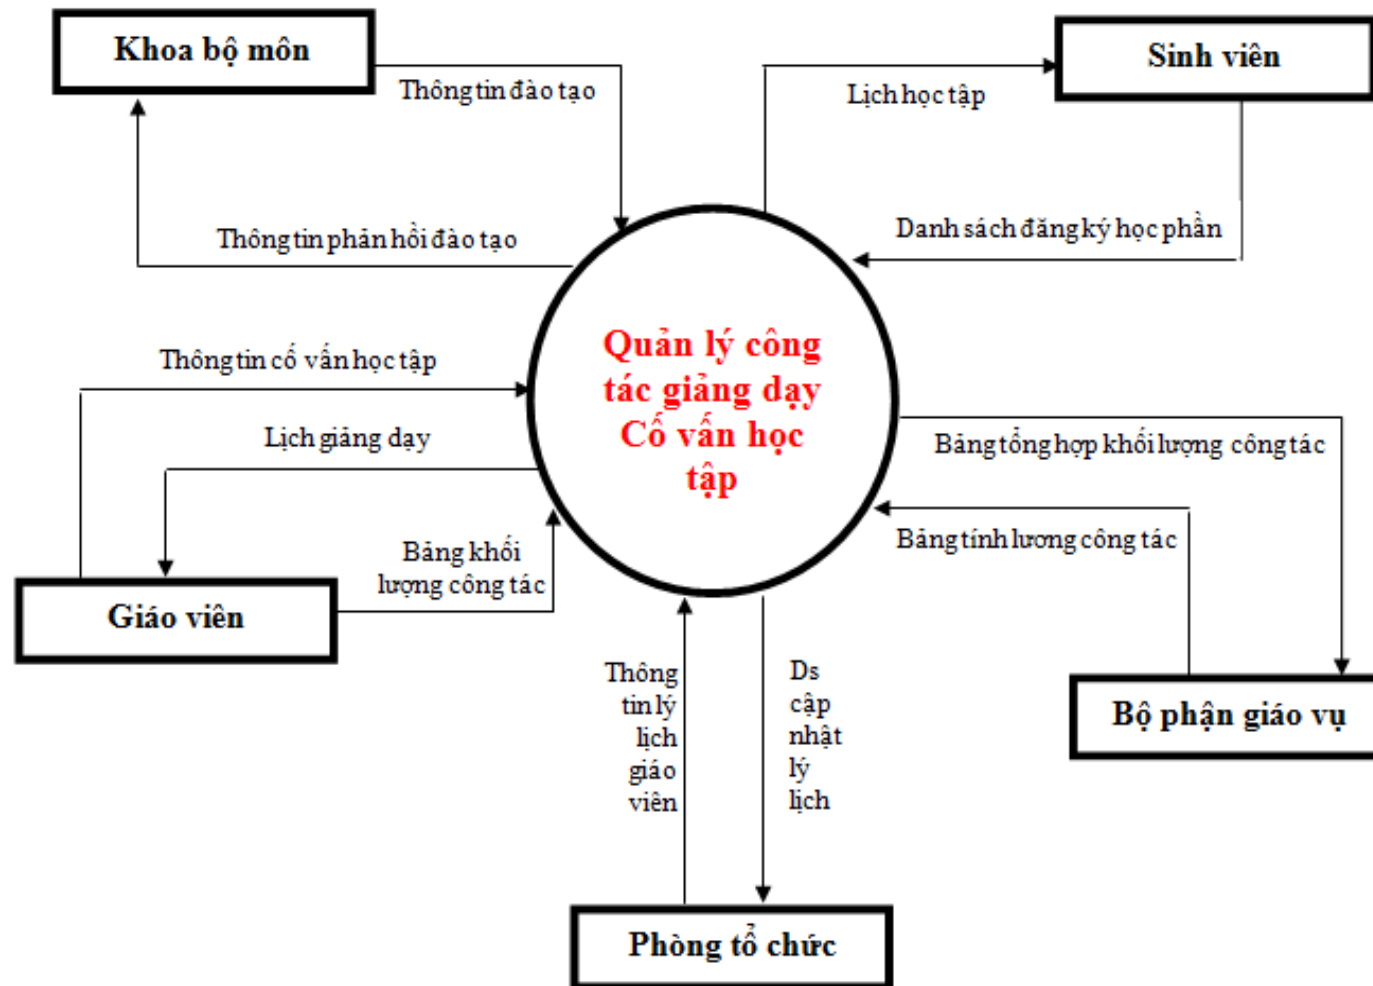 Khoa bộ môn
Sinh viên
Thông tin đào tạo
Lịch học tập
Thông tin phản hồi đào tạo
Danh sách đăng ký học phần
Quản lý công
tác giảng dạy
Cố vấn học
tập
Thông tin cố vấn học tập
Lịch giảng dạy
Bảng tổng hợp khối lượng công tác
Bảng tính lương công tác
Bảng khối
lượng công tác
Giáo viên
Thông
tin lý
lịch
giáo
viên
Ds
cập
nhật
lý
lịch
Bộ phận giáo vụ
Phòng tổ chức